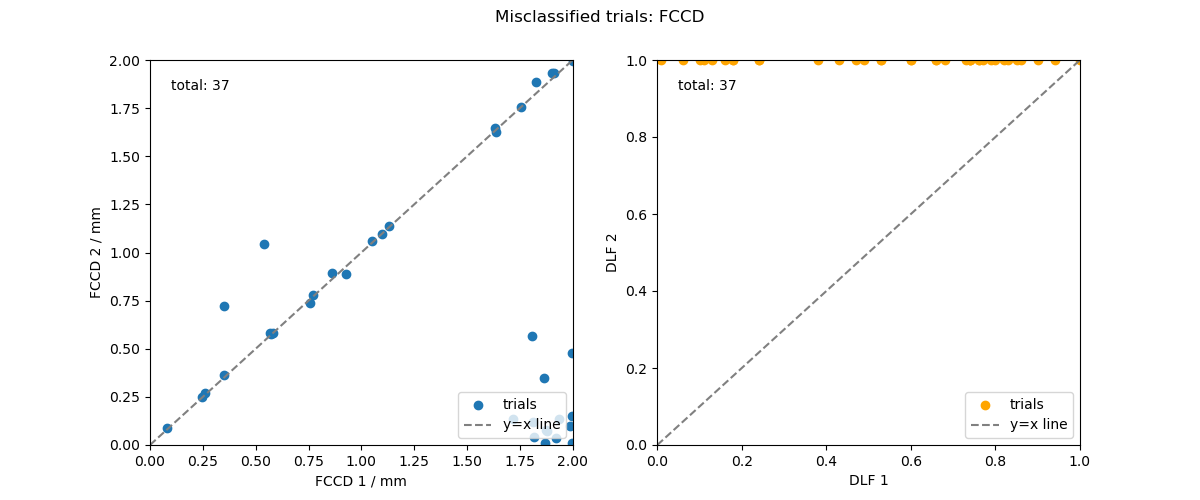 Misclassified trials: FCCD
total: 37
2.00
1.75
1.50
1.25
1.00
0.75
0.50
0.25
0.00
FCCD 2 / mm
trials
y=x line
0.00 0.25 0.50 0.75 1.00 1.25 1.50 1.75 2.00
FCCD 1 / mm
total: 37
1.0
0.8
0.6
0.4
0.2
0.0
DLF 2
trials
y=x line
0.0 0.2 0.4 0.6 0.8 1.0
DLF 1